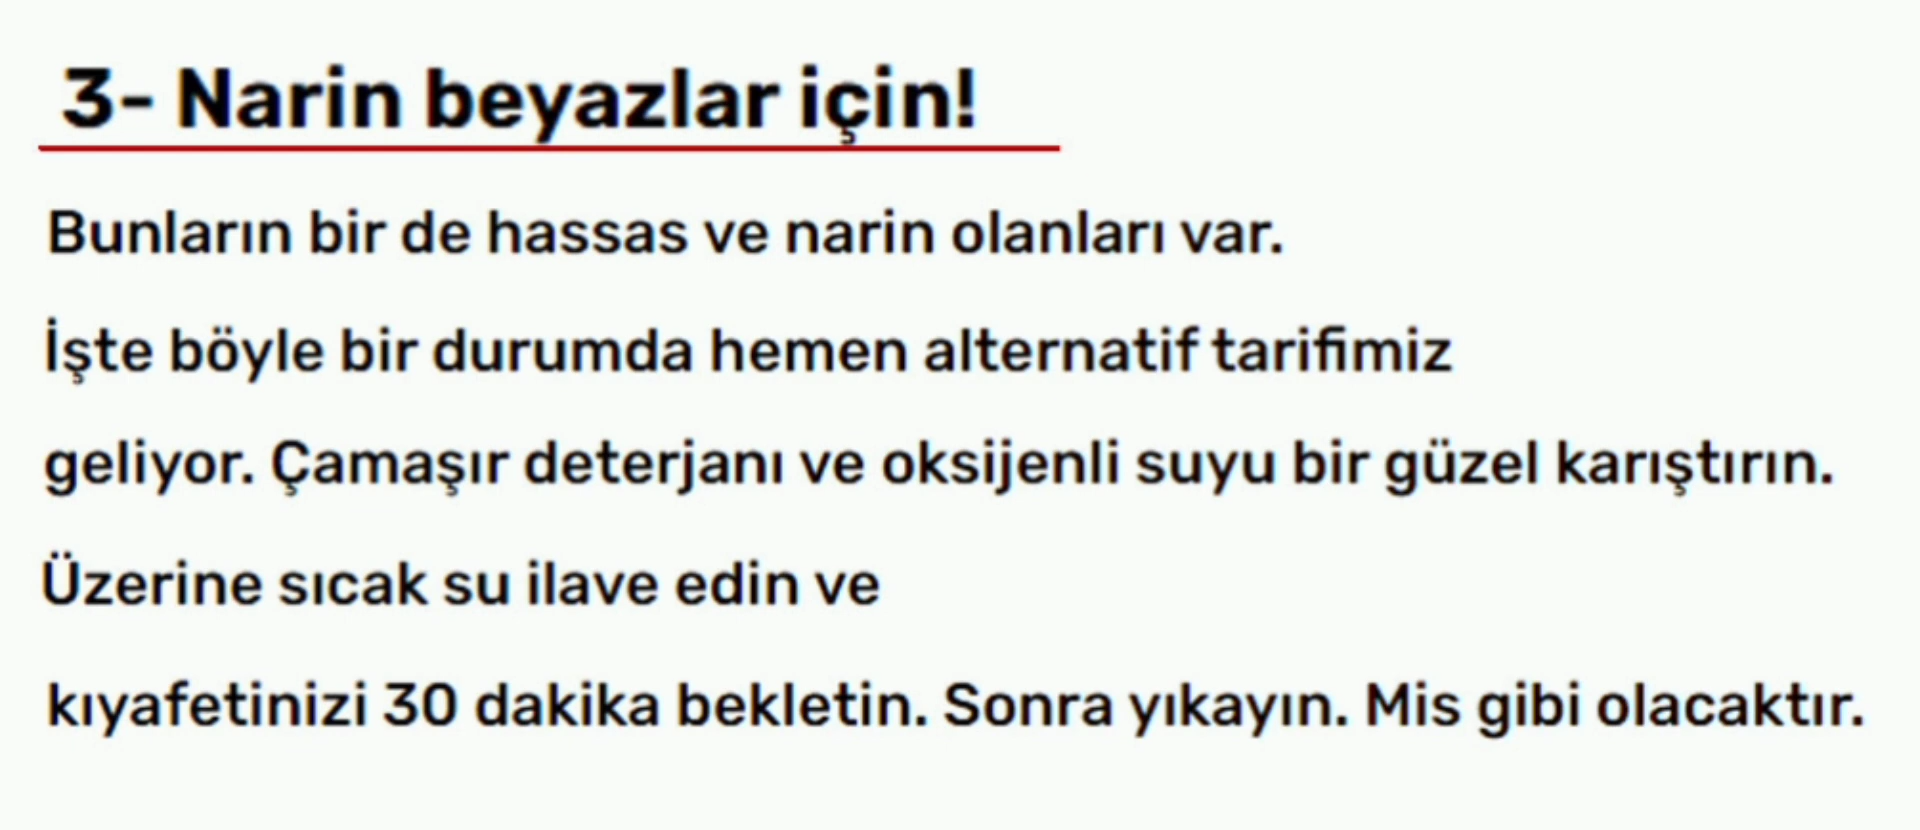 3- Narin beyazlar için!
Bunların bir de hassas ve narin olanları var.
İşte böyle bir durumda hemen alternatif tarifimiz
geliyor. Çamaşır deterjanı ve oksijenli suyu bir güzel karıştırın.
Üzerine sıcak su ilave edin ve
kıyafetinizi 30 dakika bekletin. Sonra yıkayın. Mis gibi olacaktır.